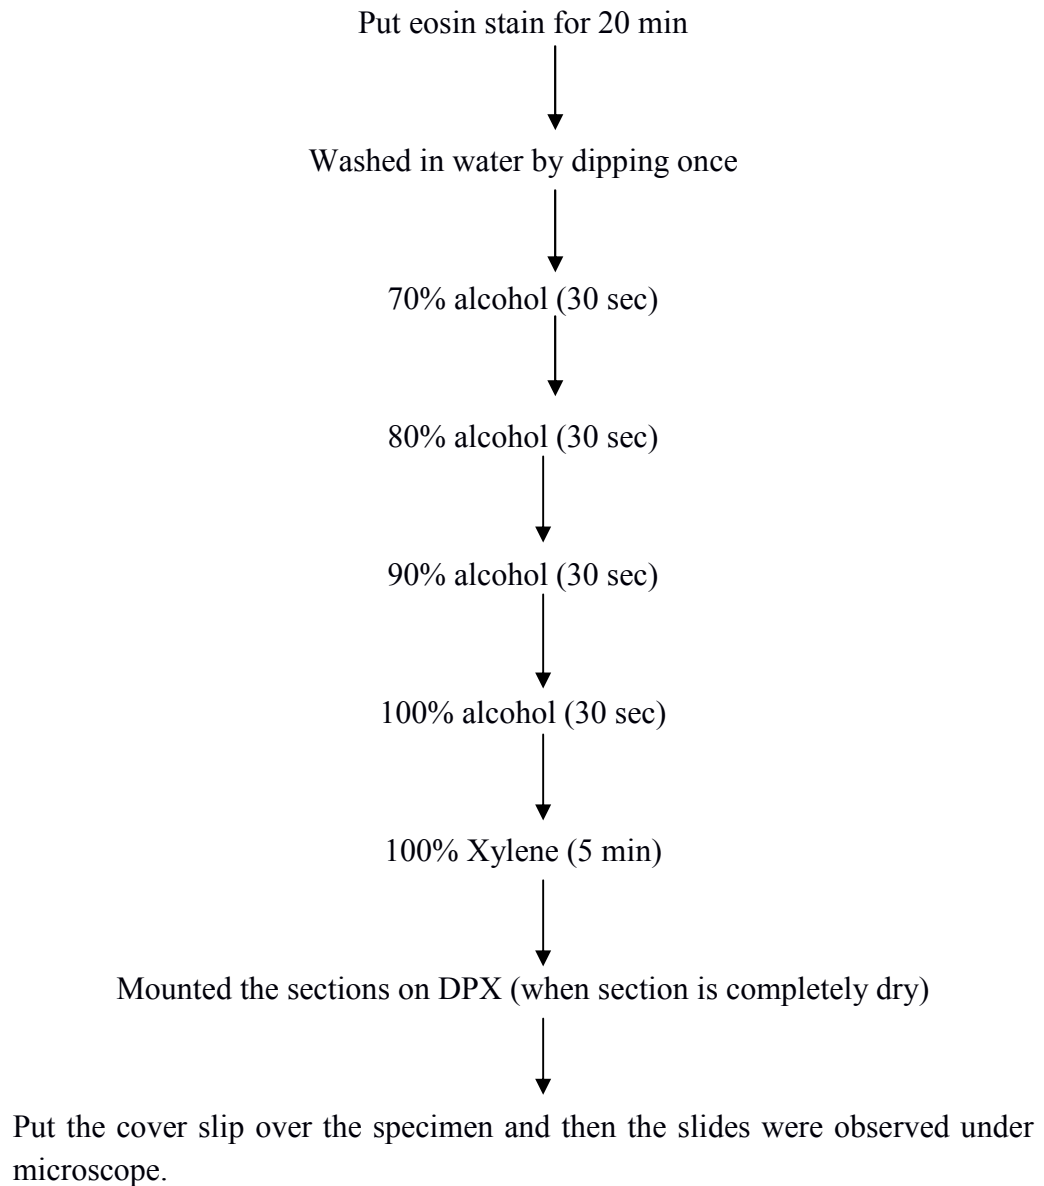 Put eosin stain for 20 min
Washed in water by dipping once
70% alcohol (30 sec)
80% alcohol (30 sec)
90% alcohol (30 sec)
100% alcohol (30 sec)
100% Xylene (5 min)
Mounted the sections on DPX (when section is completely dry)
Put the cover slip over the specimen and then the slides were observed under
microscope.